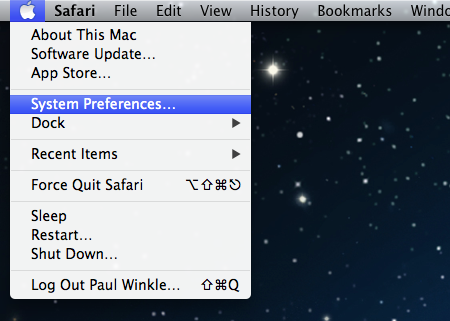 Safari File Edit View History Bookmarks Windo
About This Mac
Software Update...
App Store...
System Preferences...
Dock ▶
Recent Items ▶
Force Quit Safari ⌥⇧⌘⎋
Sleep
Restart...
Shut Down...
Log Out Paul Winkle... ⇧⌘Q